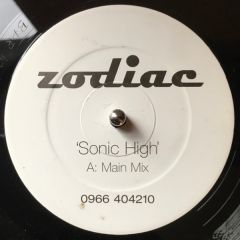 zodiac
'Sonic High'
A: Main Mix
0966 404210